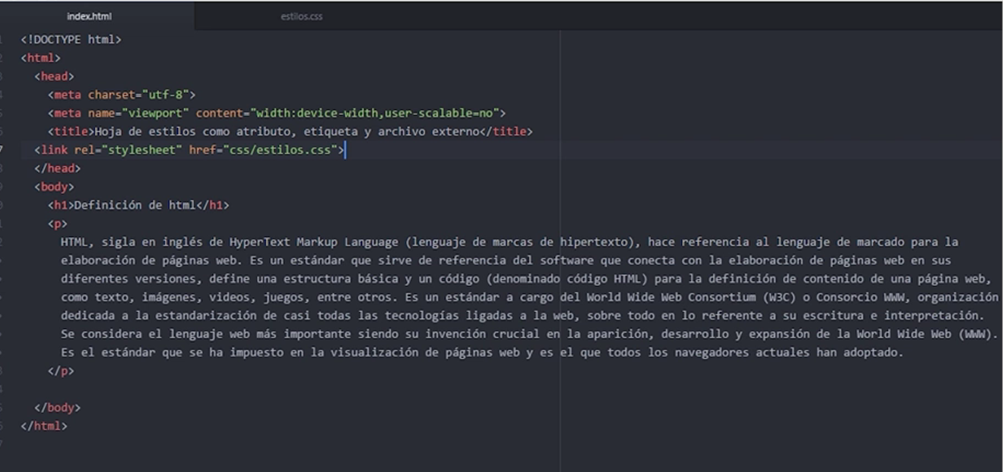 index.html
estilos.css
<!DOCTYPE html>
<html>
<head>
<meta charset="utf-8">
<meta name="viewport" content="width:device-width,user-scalable=no">
<title>Hoja de estilos como atributo, etiqueta y archivo externo</title>
<link rel="stylesheet" href="css/estilos.css">
</head>
<body>
<h1>Definición de html</h1>
<p>
HTML, sigla en inglés de HyperText Markup Language (lenguaje de marcas de hipertexto), hace referencia al lenguaje de marcado para la
elaboración de páginas web. Es un estándar que sirve de referencia del software que conecta con la elaboración de páginas web en sus
diferentes versiones, define una estructura básica y un código (denominado código HTML) para la definición de contenido de una página web,
como texto, imágenes, videos, juegos, entre otros. Es un estándar a cargo del World Wide Web Consortium (W3C) o Consorcio WWW, organización
dedicada a la estandarización de casi todas las tecnologías ligadas a la web, sobre todo en lo referente a su escritura e interpretación.
Se considera el lenguaje web más importante siendo su invención crucial en la aparición, desarrollo y expansión de la World Wide Web (WWW).
Es el estándar que se ha impuesto en la visualización de páginas web y es el que todos los navegadores actuales han adoptado.
</p>
</body>
</html>